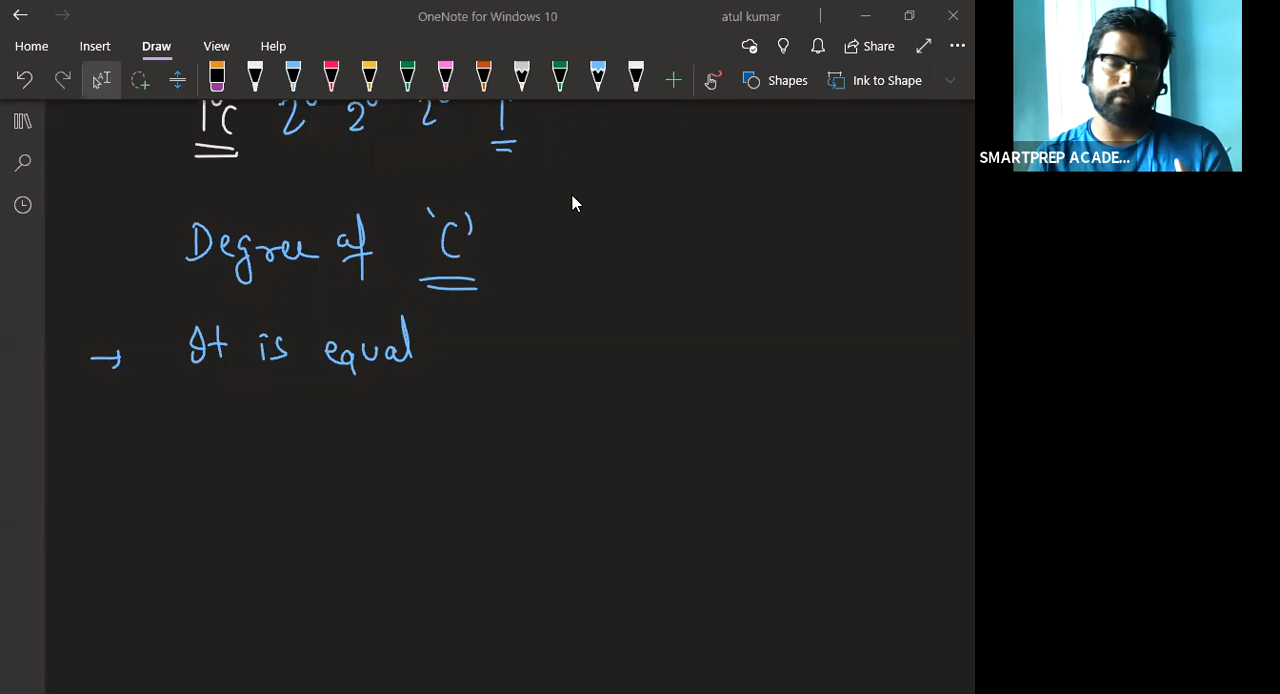 OneNote for Windows 10
atul kumar
Home Insert Draw View Help
Share
Shapes
Ink to Shape
SMARTPREP ACADE...
1°C 2° 2° 2° 1°
Degree of 'C'
→ It is equal